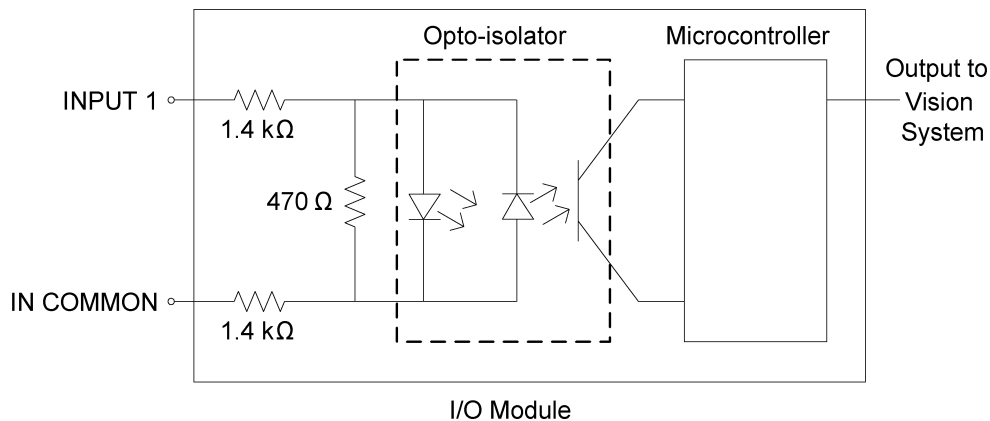 Opto-isolator
Microcontroller
Output to
Vision
System
INPUT 1
1.4 kΩ
470 Ω
IN COMMON
1.4 kΩ
I/O Module